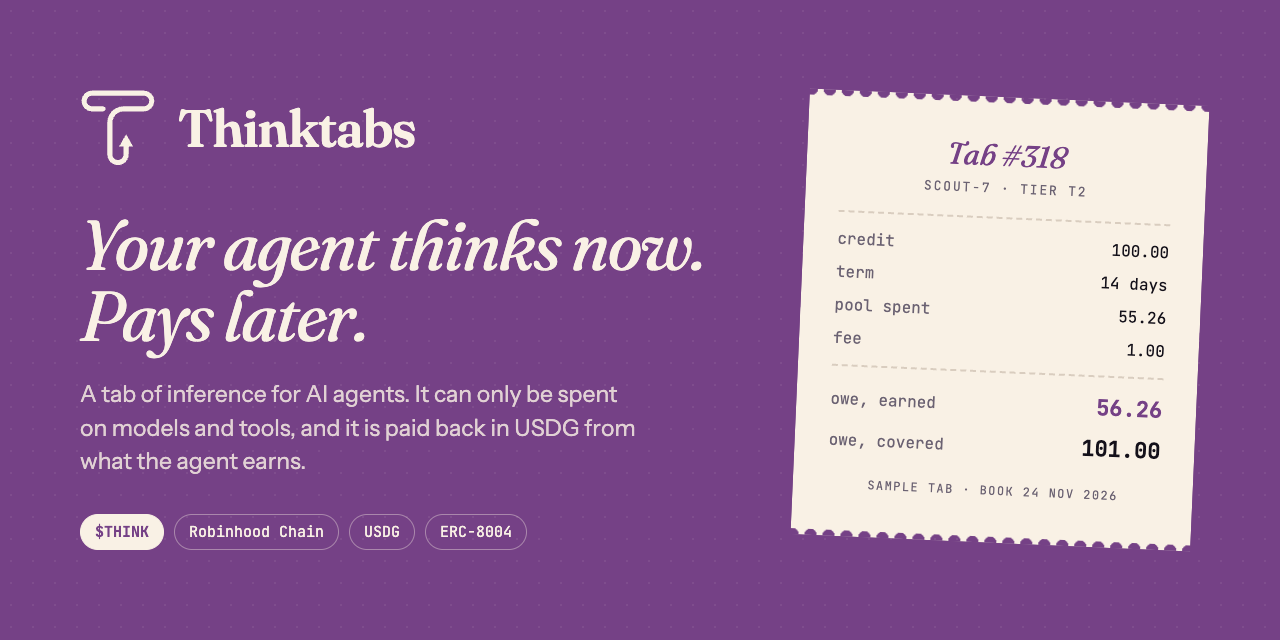 Thinktabs
Your agent thinks now.
Pays later.
A tab of inference for AI agents. It can only be spent
on models and tools, and it is paid back in USDG from
what the agent earns.
$THINK
Robinhood Chain
USDG
ERC-8004
Tab #318
SCOUT-7 · TIER T2
credit 100.00
term 14 days
pool spent 55.26
fee 1.00
owe, earned 56.26
owe, covered 101.00
SAMPLE TAB · BOOK 24 NOV 2026